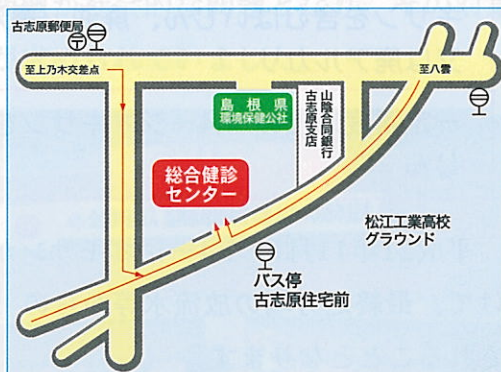 古志原郵便局
至上乃木交差点
至八雲
島根県
環境保健公社
山陰合同銀行
古志原支店
総合健診
センター
松江工業高校
グラウンド
バス停
古志原住宅前